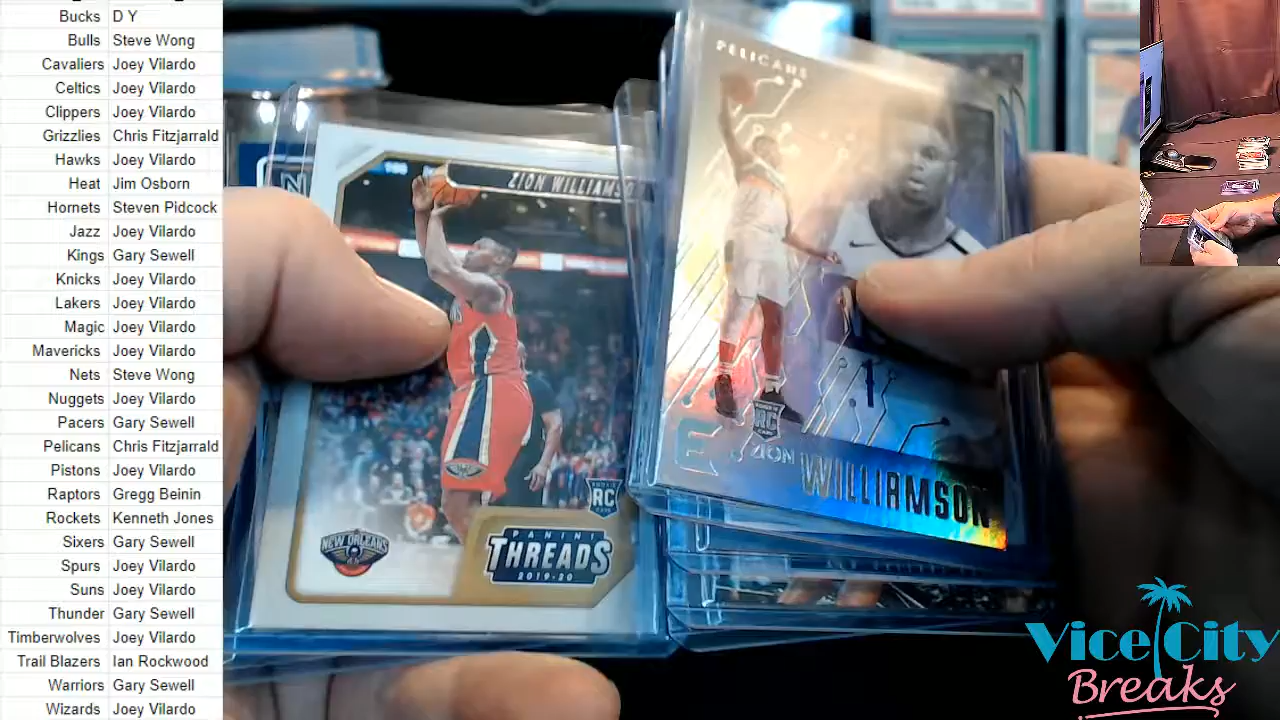 Bucks D Y
Bulls Steve Wong
Cavaliers Joey Vilardo
Celtics Joey Vilardo
Clippers Joey Vilardo
Grizzlies Chris Fitzjarrald
Hawks Joey Vilardo
Heat Jim Osborn
Hornets Steven Pidcock
Jazz Joey Vilardo
Kings Gary Sewell
Knicks Joey Vilardo
Lakers Joey Vilardo
Magic Joey Vilardo
Mavericks Joey Vilardo
Nets Steve Wong
Nuggets Joey Vilardo
Pacers Gary Sewell
Pelicans Chris Fitzjarrald
Pistons Joey Vilardo
Raptors Gregg Beinin
Rockets Kenneth Jones
Sixers Gary Sewell
Spurs Joey Vilardo
Suns Joey Vilardo
Thunder Gary Sewell
Timberwolves Joey Vilardo
Trail Blazers Ian Rockwood
Warriors Gary Sewell
Wizards Joey Vilardo
ZION WILLIAMSON
RC
NEW ORLEANS
PANINI
THREADS
2019-20
PELICANS
1
RC
E
ZION WILLIAMSON
Vice City
Breaks